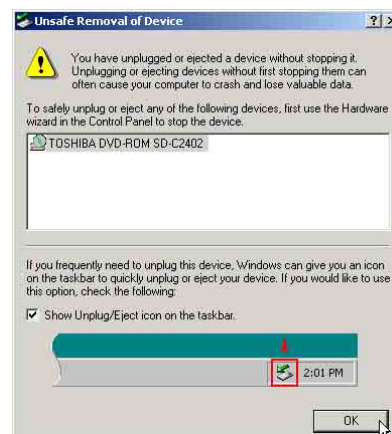 Unsafe Removal of Device
You have unplugged or ejected a device without stopping it.
Unplugging or ejecting devices without first stopping them can
often cause your computer to crash and lose valuable data.
To safely unplug or eject any of the following devices, first use the Hardware
wizard in the Control Panel to stop the device.
TOSHIBA DVD-ROM SD-C2402
If you frequently need to unplug this device, Windows can give you an icon
on the taskbar to quickly unplug or eject your device. If you would like to use
this option, check the following:
Show Unplug/Eject icon on the taskbar.
2:01 PM
OK